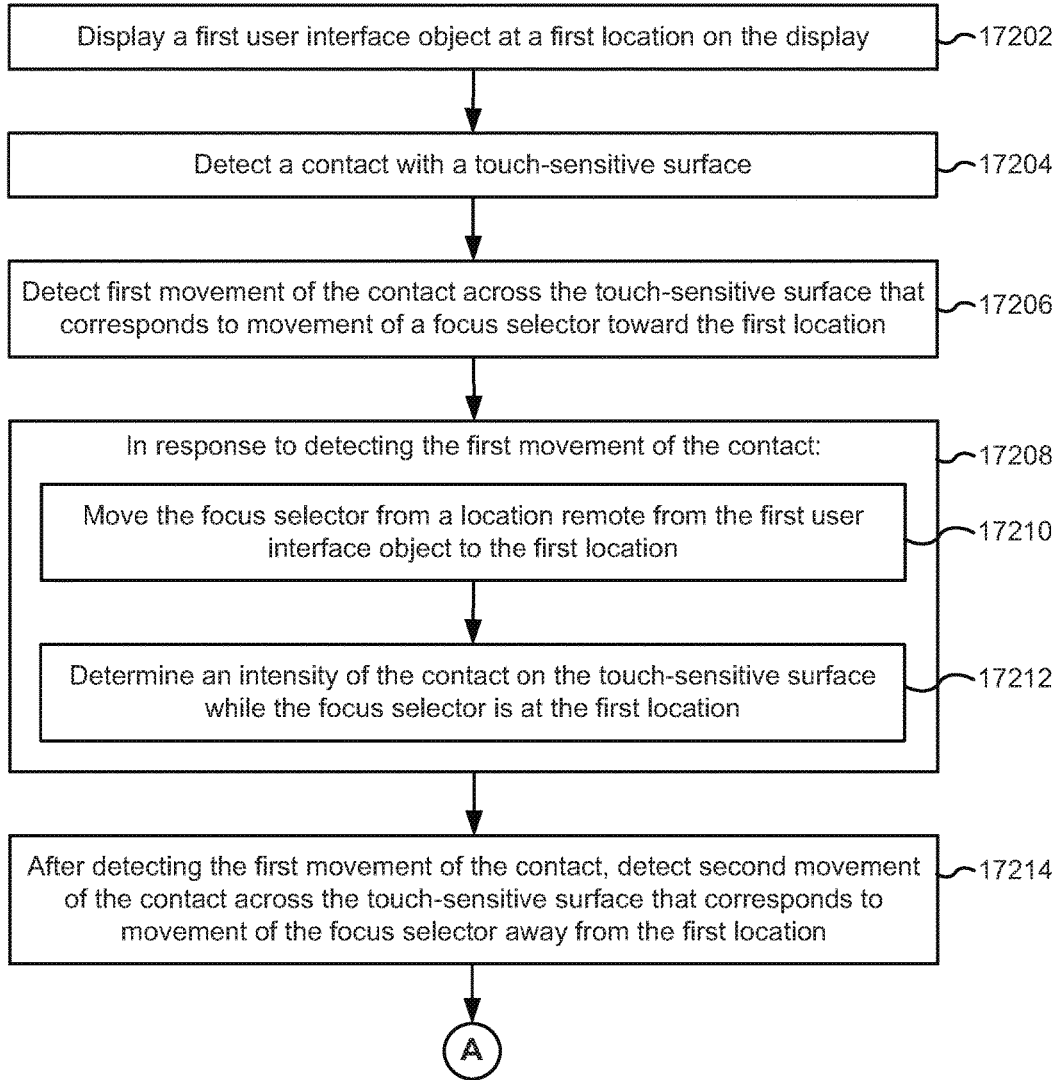 Display a first user interface object at a first location on the display
17202
Detect a contact with a touch-sensitive surface
17204
Detect first movement of the contact across the touch-sensitive surface that
corresponds to movement of a focus selector toward the first location
17206
In response to detecting the first movement of the contact:
17208
Move the focus selector from a location remote from the first user
interface object to the first location
17210
Determine an intensity of the contact on the touch-sensitive surface
while the focus selector is at the first location
17212
After detecting the first movement of the contact, detect second movement
of the contact across the touch-sensitive surface that corresponds to
movement of the focus selector away from the first location
17214
A